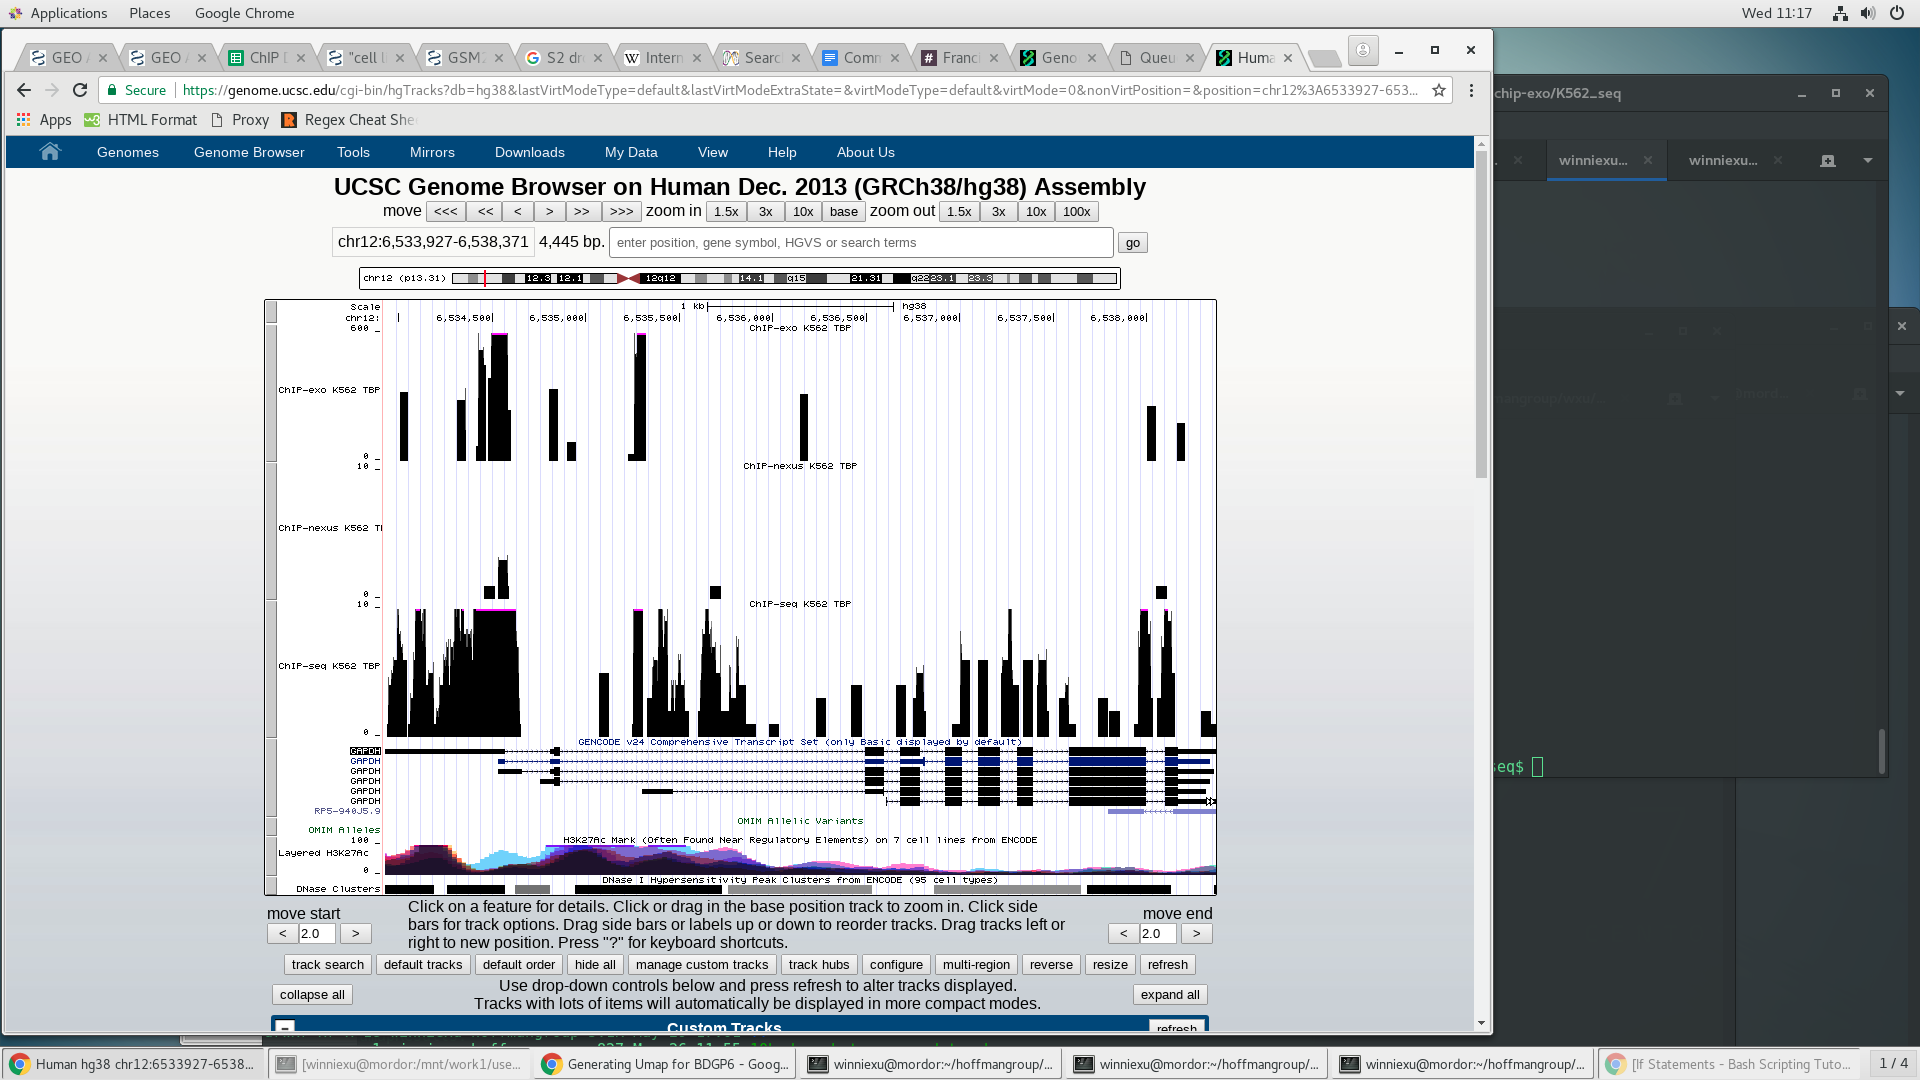 Applications Places Google Chrome Wed 11:17
GEO GEO ChIP "cell li GSM S2 dr Intern Searc Comm Franc Geno Queu Huma
Secure https://genome.ucsc.edu/cgi-bin/hgTracks?db=hg38&lastVirtModeType=default&lastVirtModeExtraState=&virtModeType=default&virtMode=0&nonVirtPosition=&position=chr12%3A6533927-653...
chip-exo/K562_seq
Apps HTML Format Proxy Regex Cheat She
Genomes Genome Browser Tools Mirrors Downloads My Data View Help About Us
winniexu... winniexu...
UCSC Genome Browser on Human Dec. 2013 (GRCh38/hg38) Assembly
move <<< << < > >> >>> zoom in 1.5x 3x 10x base zoom out 1.5x 3x 10x 100x
chr12:6,533,927-6,538,371 4,445 bp. enter position, gene symbol, HGVS or search terms go
chr12 (p13.31) 12.3 12.1 12q12 14.1 q15 21.31 q22 23.1 23.3
Scale 1 kb hg38
chr12: 6,534,500 6,535,000 6,535,500 6,536,000 6,536,500 6,537,000 6,537,500 6,538,000
600 ChIP-exo K562 TBP
ChIP-exo K562 TBP
0
10 ChIP-nexus K562 TBP
ChIP-nexus K562 T
0
10 ChIP-seq K562 TBP
ChIP-seq K562 TBP
0
GENCODE v24 Comprehensive Transcript Set (only Basic displayed by default)
GAPDH
GAPDH
GAPDH
GAPDH
GAPDH
GAPDH
RP5-940J5.9
OMIM Allelic Variants
OMIM Alleles
100 H3K27Ac Mark (Often Found Near Regulatory Elements) on 7 cell lines from ENCODE
Layered H3K27Ac
0
DNase I Hypersensitivity Peak Clusters from ENCODE (95 cell types)
DNase Clusters
seq$
move start Click on a feature for details. Click or drag in the base position track to zoom in. Click side move end
< 2.0 > bars for track options. Drag side bars or labels up or down to reorder tracks. Drag tracks left or < 2.0 >
right to new position. Press "?" for keyboard shortcuts.
track search default tracks default order hide all manage custom tracks track hubs configure multi-region reverse resize refresh
collapse all Use drop-down controls below and press refresh to alter tracks displayed. expand all
Tracks with lots of items will automatically be displayed in more compact modes.
- Custom Tracks refresh
Human hg38 chr12:6533927-6538... [winniexu@mordor:/mnt/work1/use... Generating Umap for BDGP6 - Goog... winniexu@mordor:~/hoffmangroup/... winniexu@mordor:~/hoffmangroup/... winniexu@mordor:~/hoffmangroup/... [If Statements - Bash Scripting Tuto... 1 / 4